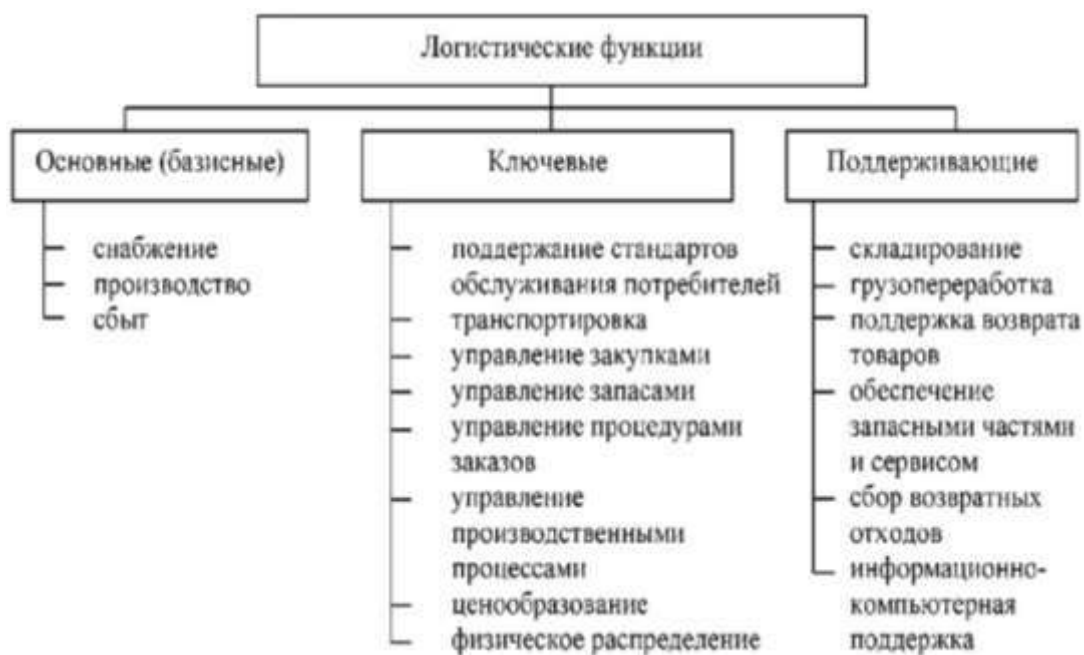 Логистические функции
Основные (базисные)
снабжение
производство
сбыт
Ключевые
поддержание стандартов
обслуживания потребителей
транспортировка
управление закупками
управление запасами
управление процедурами
заказов
управление
производственными
процессами
ценообразование
физическое распределение
Поддерживающие
складирование
грузопереработка
поддержка возврата
товаров
обеспечение
запасными частями
и сервисом
сбор возвратных
отходов
информационно-
компьютерная
поддержка